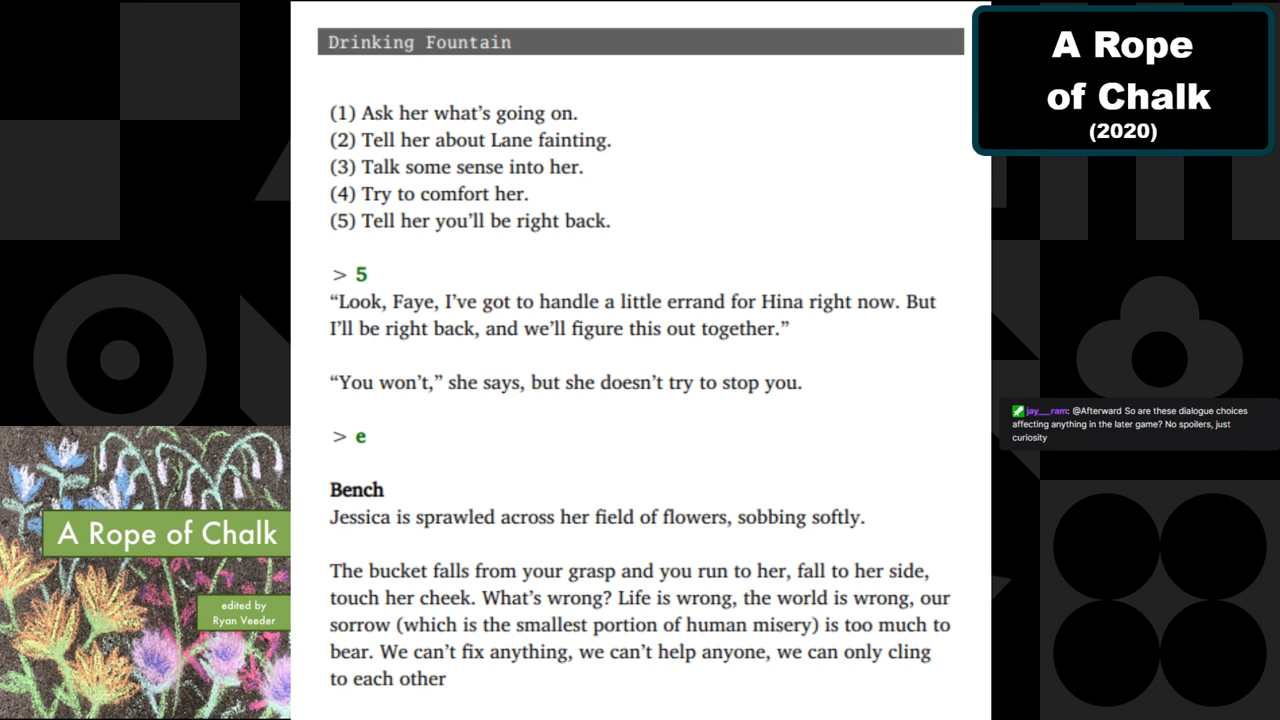 Drinking Fountain
(1) Ask her what's going on.
(2) Tell her about Lane fainting.
(3) Talk some sense into her.
(4) Try to comfort her.
(5) Tell her you'll be right back.
> 5
“Look, Faye, I've got to handle a little errand for Hina right now. But
I'll be right back, and we'll figure this out together.”
“You won't,” she says, but she doesn't try to stop you.
> e
Bench
Jessica is sprawled across her field of flowers, sobbing softly.
The bucket falls from your grasp and you run to her, fall to her side,
touch her cheek. What's wrong? Life is wrong, the world is wrong, our
sorrow (which is the smallest portion of human misery) is too much to
bear. We can't fix anything, we can't help anyone, we can only cling
to each other
A Rope
of Chalk
(2020)
jay__ram: @Afterward So are these dialogue choices
affecting anything in the later game? No spoilers, just
curiosity
A Rope of Chalk
edited by
Ryan Veeder